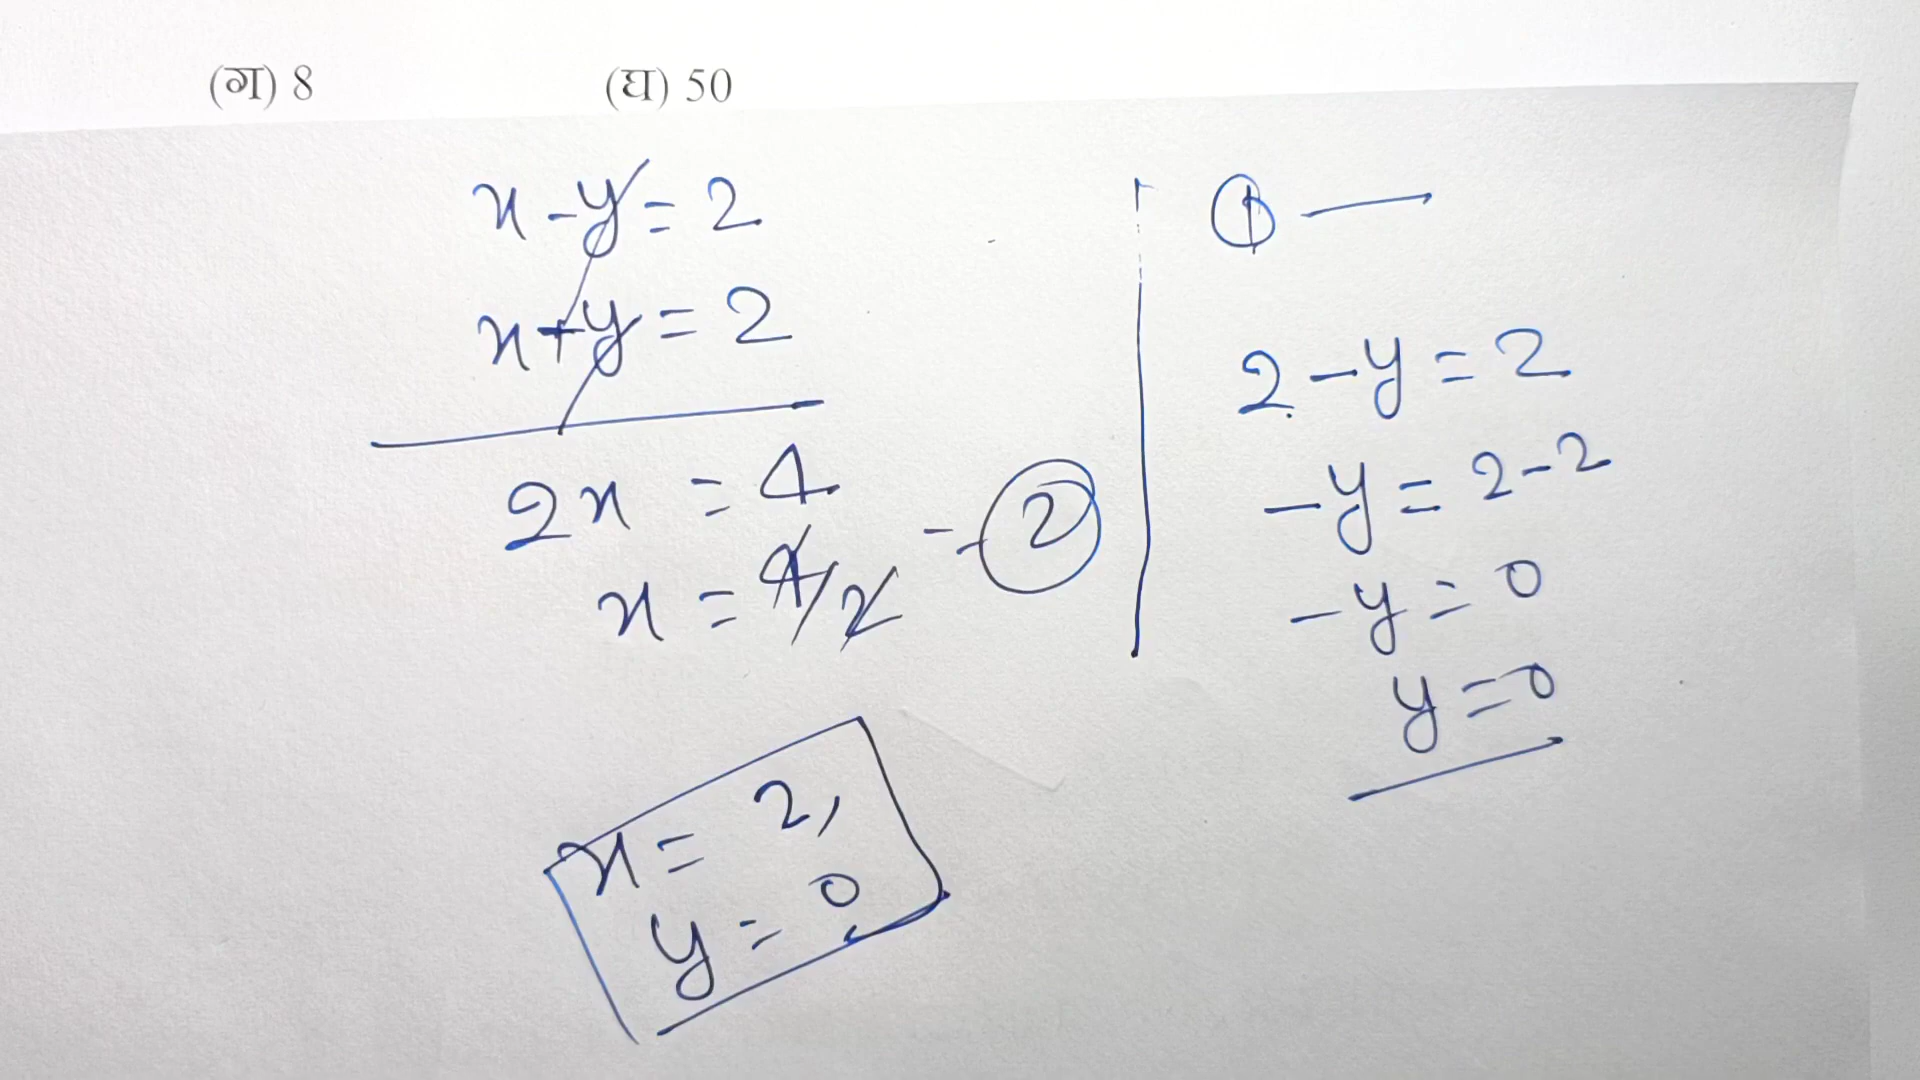 (ग) 8 (घ) 50
x - y = 2
x + y = 2
2x = 4
x = 4/2 = 2
①
2 - y = 2
- y = 2 - 2
- y = 0
y = 0
x = 2,
y = 0